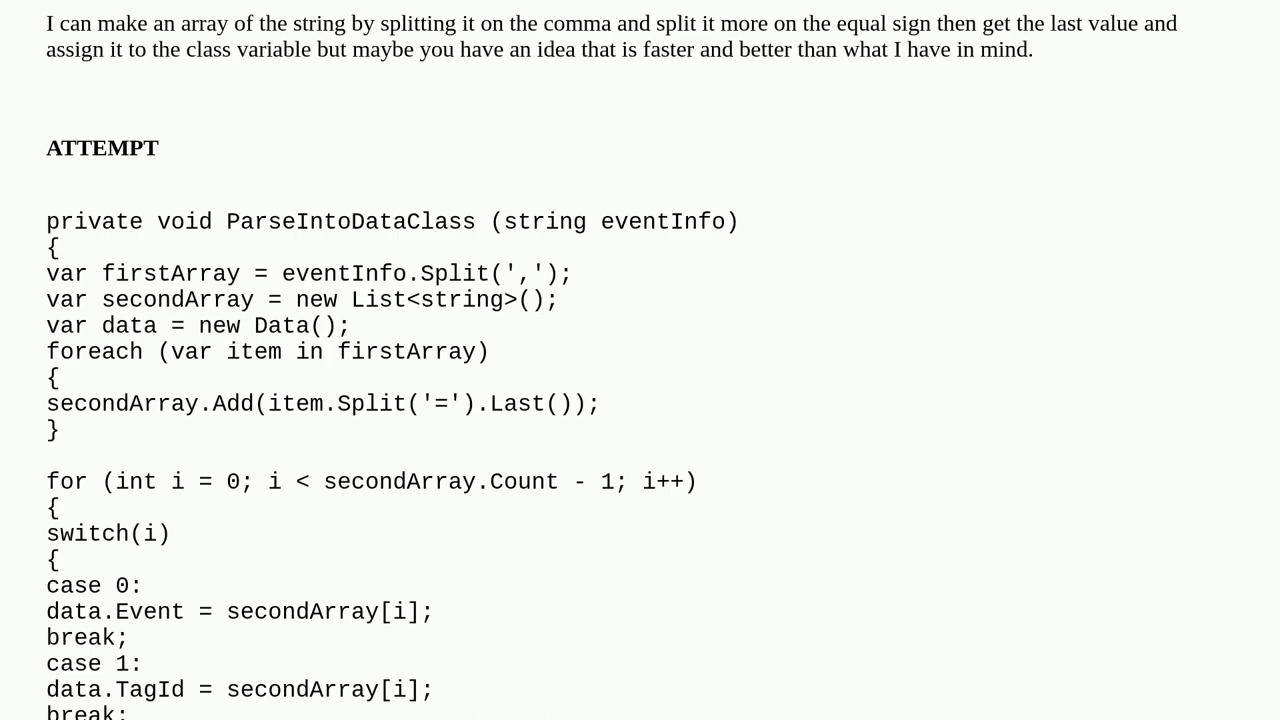 I can make an array of the string by splitting it on the comma and split it more on the equal sign then get the last value and
assign it to the class variable but maybe you have an idea that is faster and better than what I have in mind.
ATTEMPT
private void ParseIntoDataClass (string eventInfo)
{
var firstArray = eventInfo.Split(',');
var secondArray = new List<string>();
var data = new Data();
foreach (var item in firstArray)
{
secondArray.Add(item.Split('=').Last());
}
for (int i = 0; i < secondArray.Count - 1; i++)
{
switch(i)
{
case 0:
data.Event = secondArray[i];
break;
case 1:
data.TagId = secondArray[i];
break;